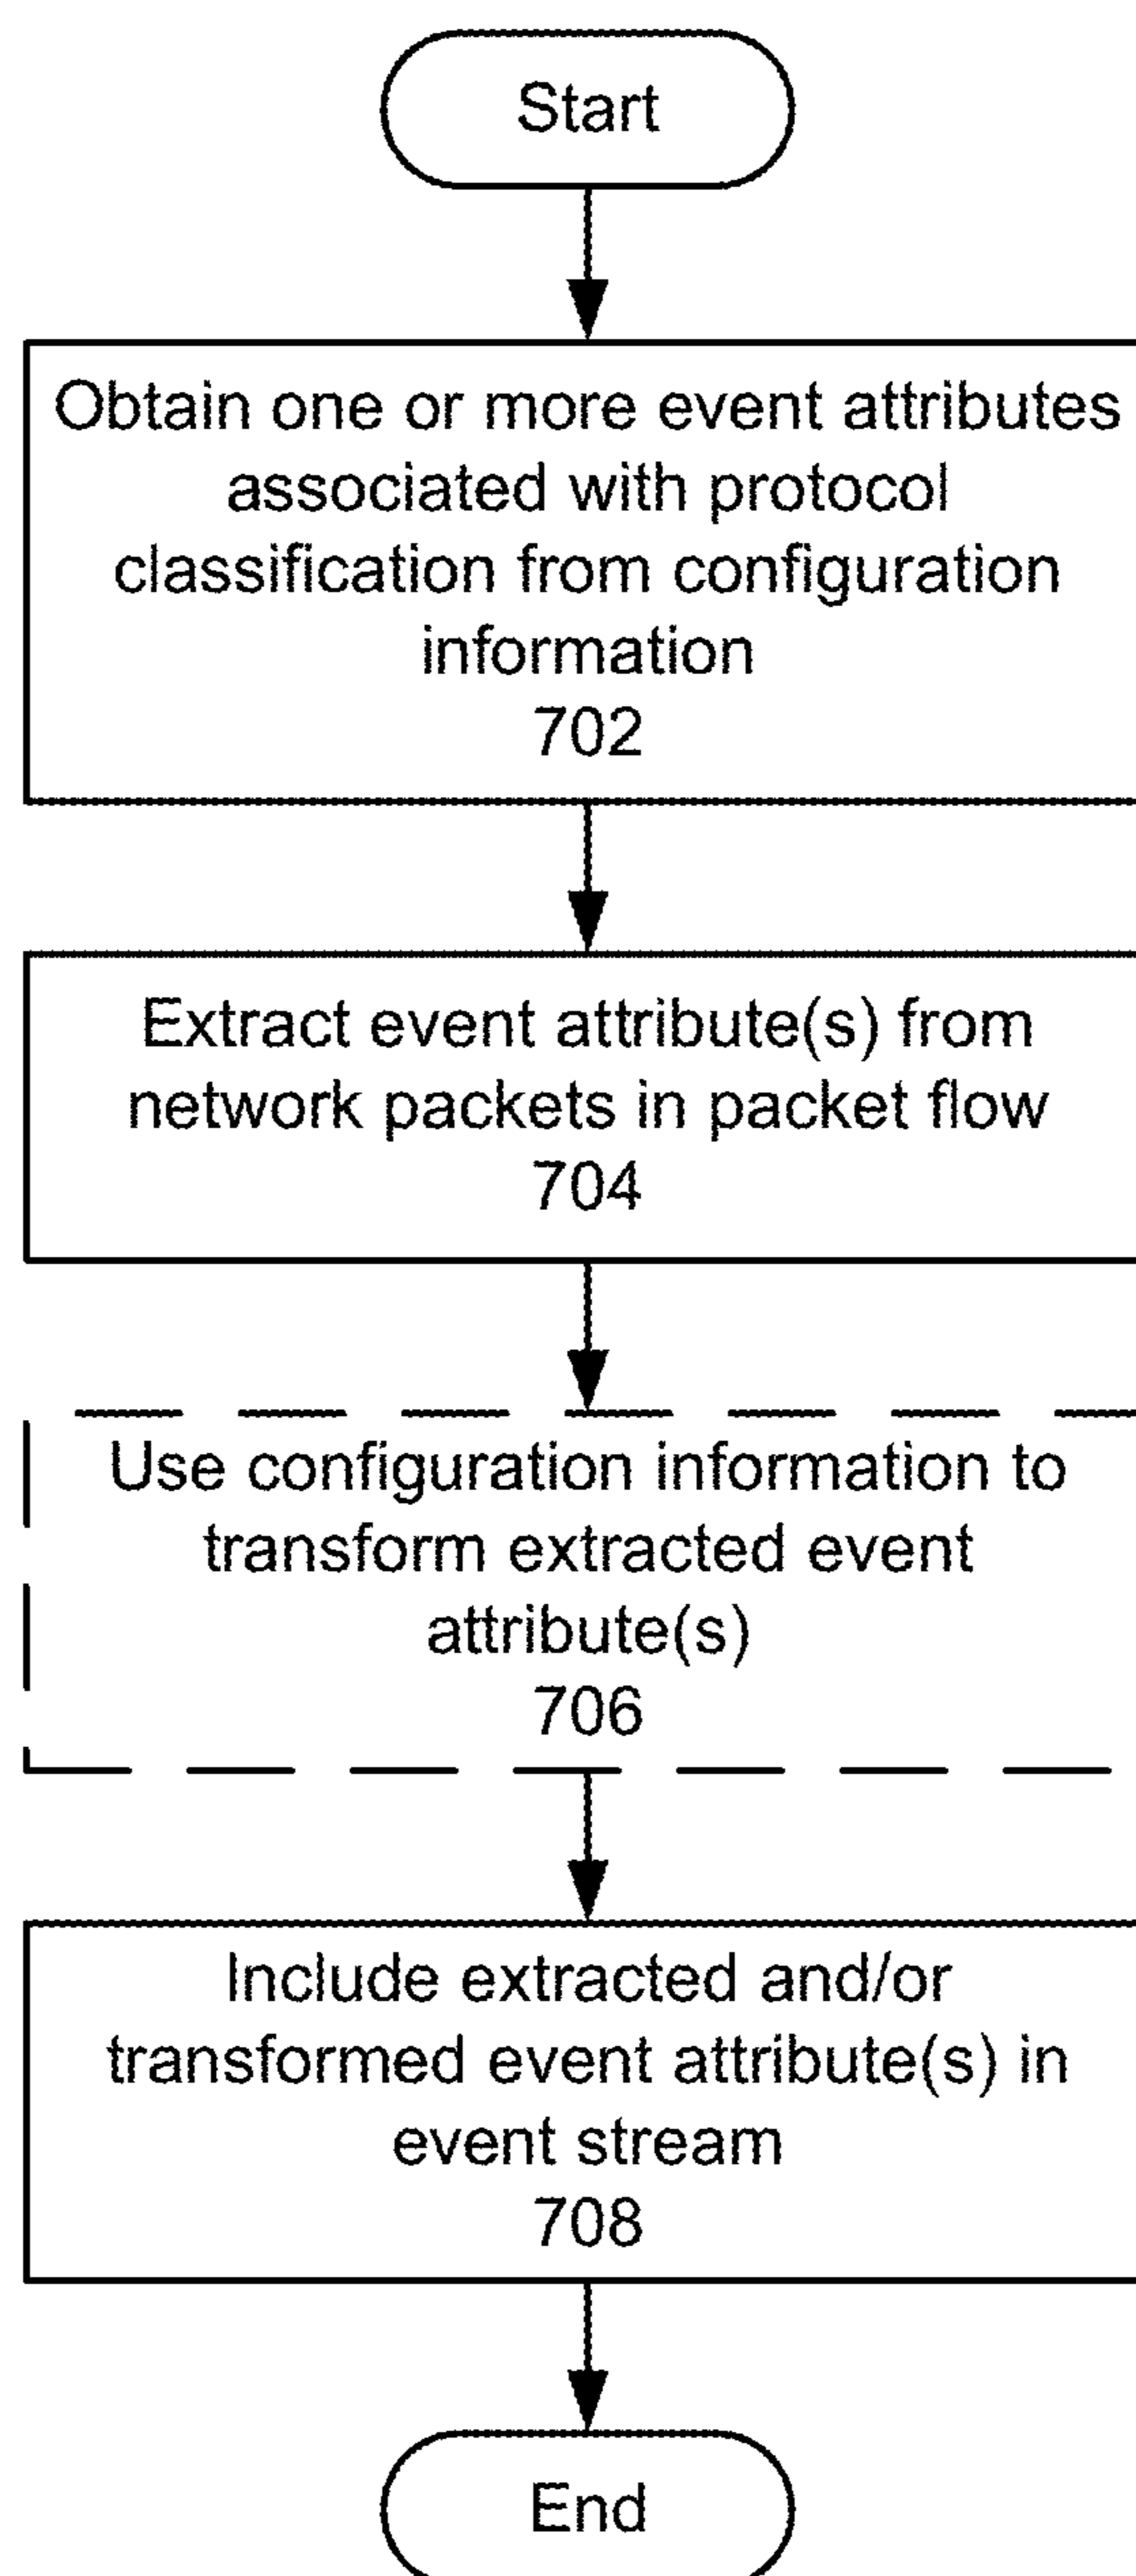 Start
Obtain one or more event attributes
associated with protocol
classification from configuration
information
702
Extract event attribute(s) from
network packets in packet flow
704
Use configuration information to
transform extracted event
attribute(s)
706
Include extracted and/or
transformed event attribute(s) in
event stream
708
End